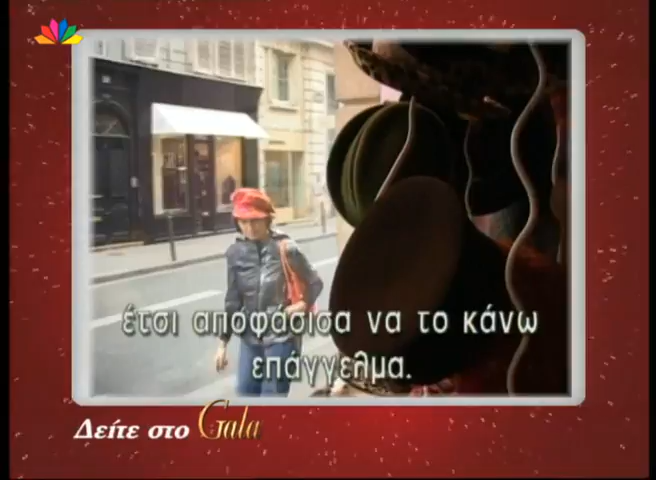 έτσι αποφάσισα να το κάνω
επάγγελμα.
Δείτε στο Gala